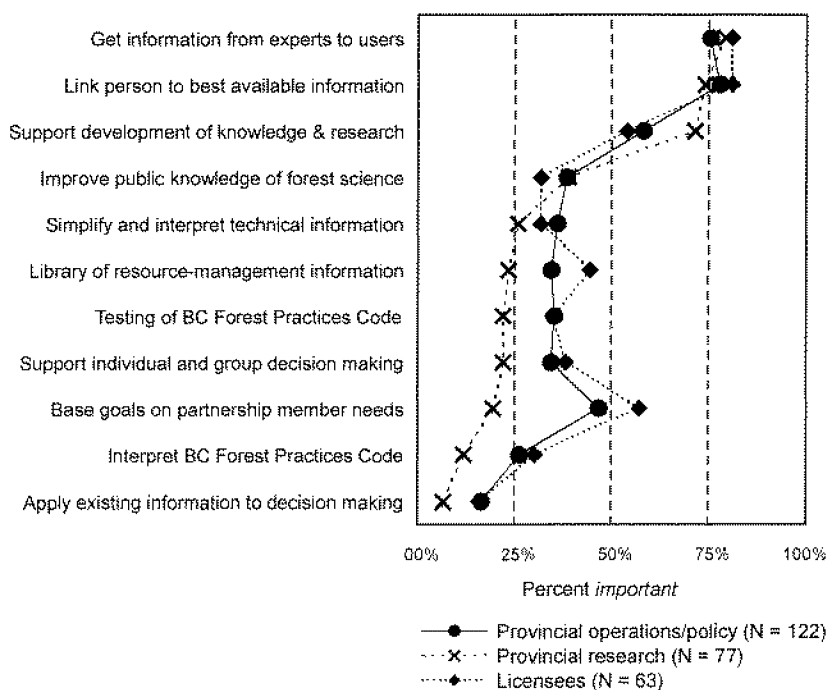 Get information from experts to users
Link person to best available information
Support development of knowledge & research
Improve public knowledge of forest science
Simplify and interpret technical information
Library of resource-management information
Testing of BC Forest Practices Code
Support individual and group decision making
Base goals on partnership member needs
Interpret BC Forest Practices Code
Apply existing information to decision making
00% 25% 50% 75% 100%
Percent important
Provincial operations/policy (N = 122)
Provincial research (N = 77)
Licensees (N = 63)